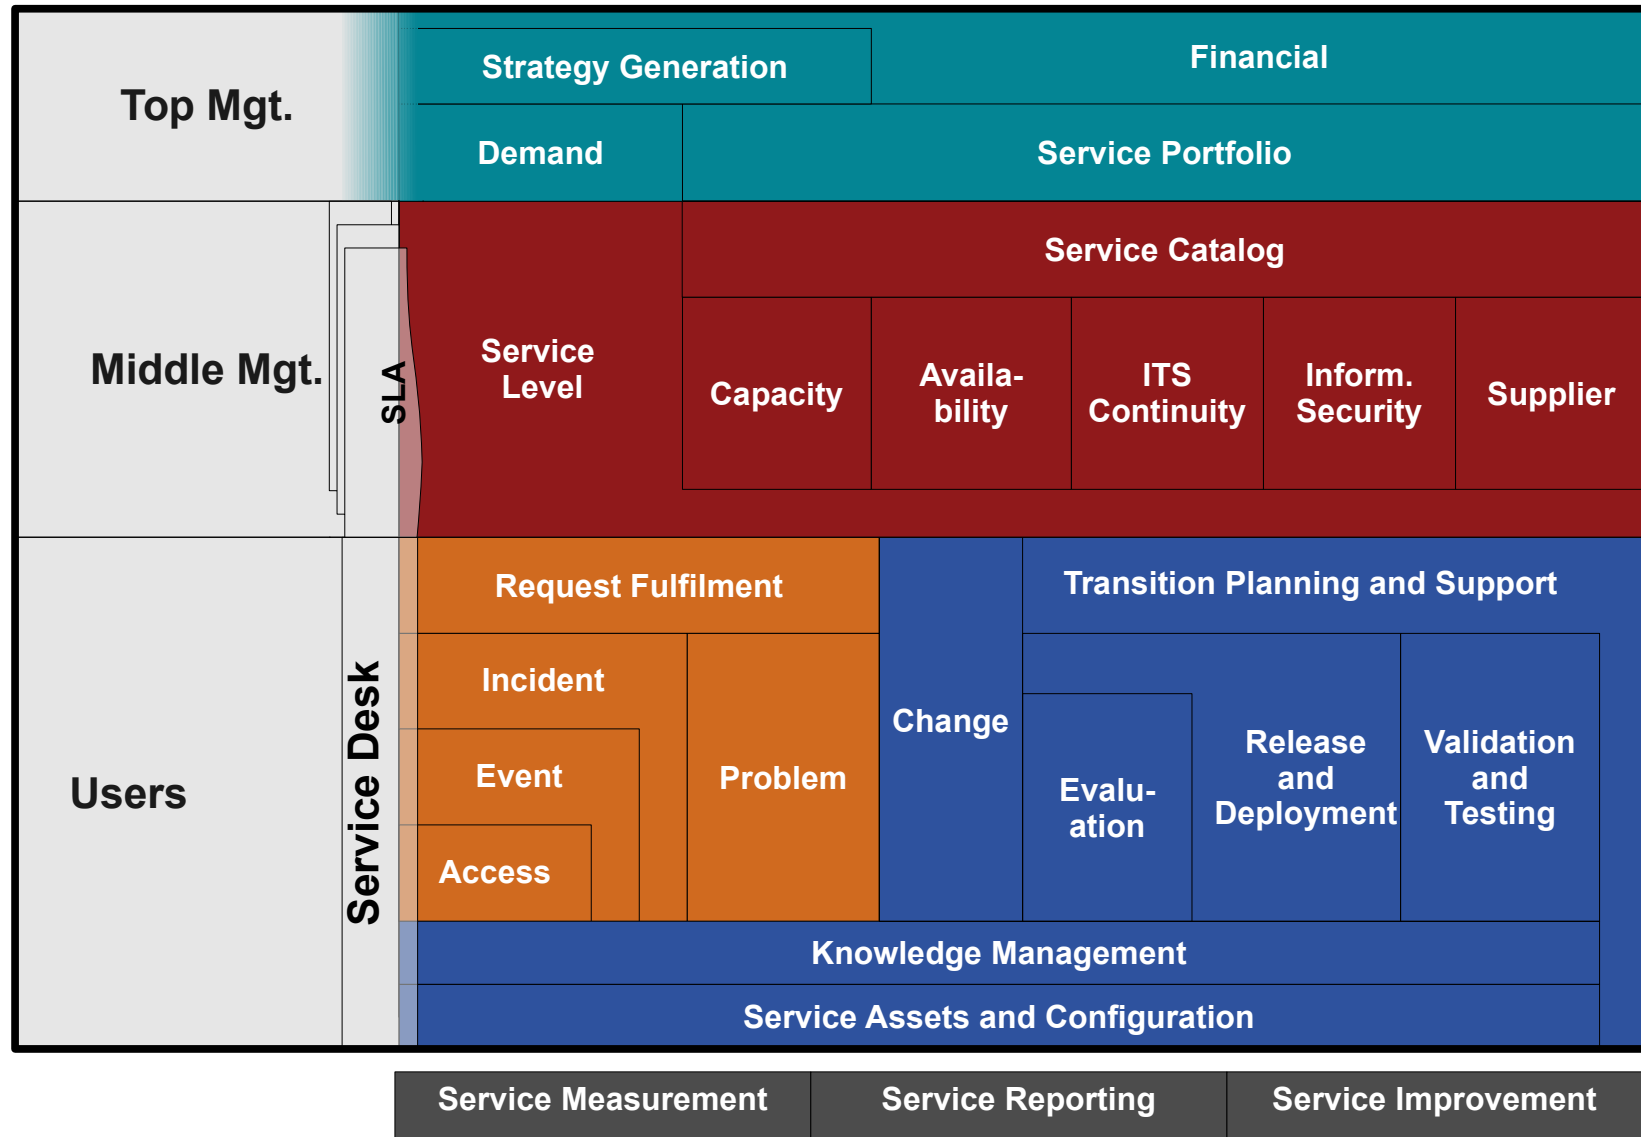 Top Mgt.
Strategy Generation
Financial
Demand
Service Portfolio
Middle Mgt.
SLA
Service
Level
Service Catalog
Capacity
Availa-
bility
ITS
Continuity
Inform.
Security
Supplier
Users
Service Desk
Request Fulfilment
Incident
Event
Access
Problem
Change
Transition Planning and Support
Evalu-
ation
Release
and
Deployment
Validation
and
Testing
Knowledge Management
Service Assets and Configuration
Service Measurement
Service Reporting
Service Improvement